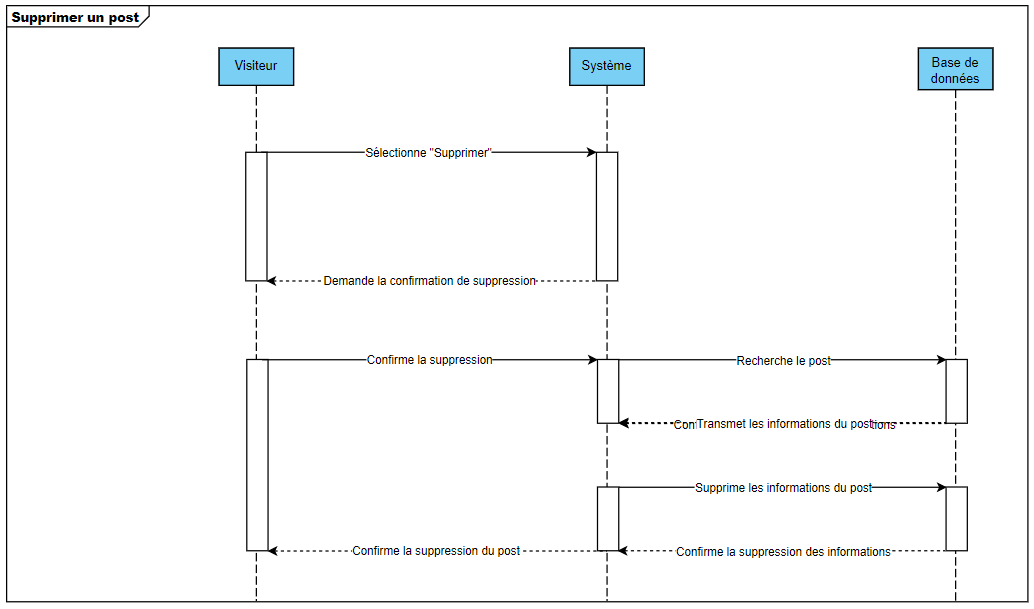 Supprimer un post
Visiteur
Système
Base de
données
Sélectionne "Supprimer"
Demande la confirmation de suppression
Confirme la suppression
Recherche le post
Transmet les informations du post
Supprime les informations du post
Confirme la suppression du post
Confirme la suppression des informations